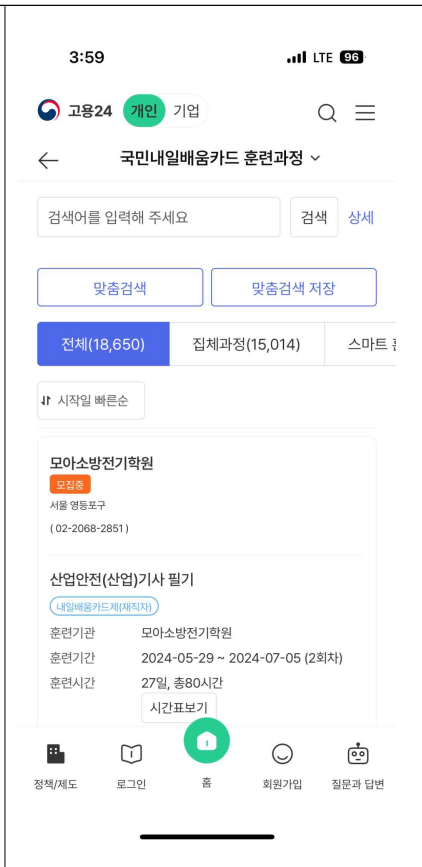 3:59 LTE 96
고용24 개인 기업
국민내일배움카드 훈련과정
검색어를 입력해 주세요 검색 상세
맞춤검색 맞춤검색 저장
전체(18,650) 집체과정(15,014) 스마트
시작일 빠른순
모아소방전기학원
모집중
서울 영등포구
( 02-2068-2851 )
산업안전(산업)기사 필기
내일배움카드제(재직자)
훈련기관 모아소방전기학원
훈련기간 2024-05-29 ~ 2024-07-05 (2회차)
훈련시간 27일, 총80시간
시간표보기
정책/제도 로그인 홈 회원가입 질문과 답변